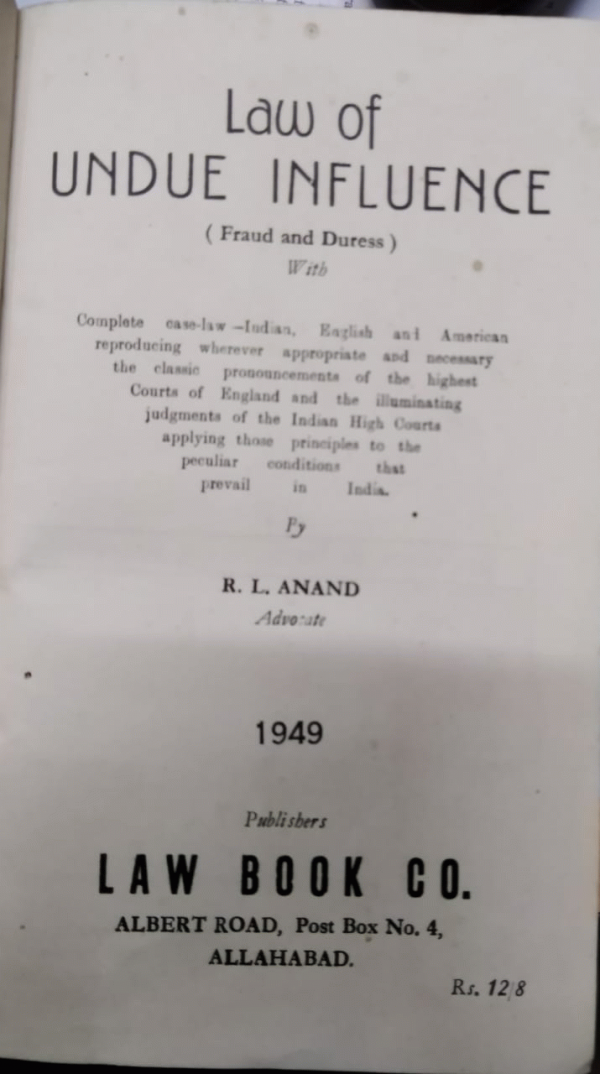 Law of
UNDUE INFLUENCE
( Fraud and Duress )
With
Complete case-law—Indian, English and American
reproducing wherever appropriate and necessary
the classic pronouncements of the highest
Courts of England and the illuminating
judgments of the Indian High Courts
applying those principles to the
peculiar conditions that
prevail in India.
By
R. L. ANAND
Advocate
1949
Publishers
LAW BOOK CO.
ALBERT ROAD, Post Box No. 4,
ALLAHABAD.
Rs. 12/8